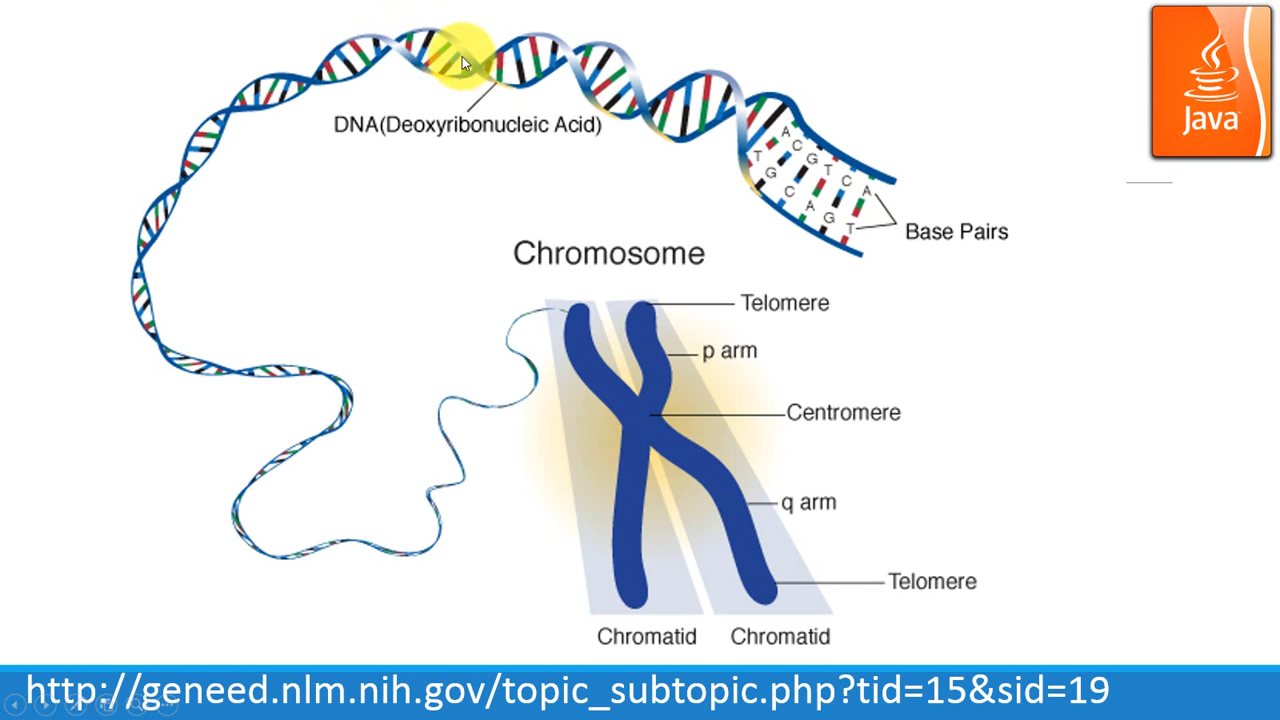 Java
DNA(Deoxyribonucleic Acid)
A
C
G
T
C
A
T
G
C
A
G
T
Base Pairs
Chromosome
Telomere
p arm
Centromere
q arm
Telomere
Chromatid
Chromatid
http://geneed.nlm.nih.gov/topic_subtopic.php?tid=15&sid=19